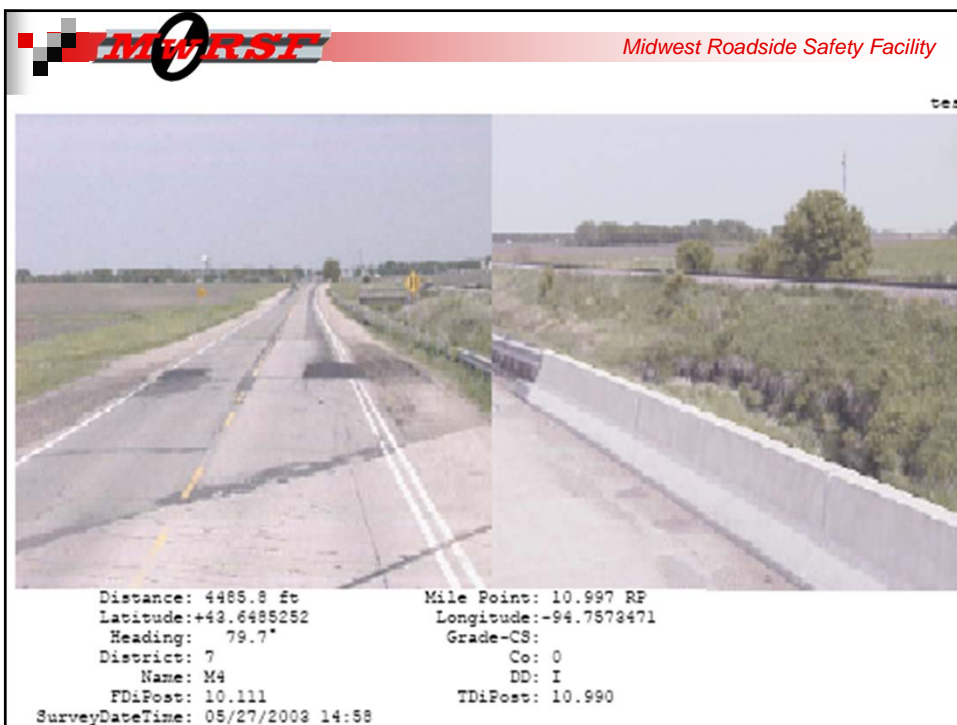 MwRSF
Midwest Roadside Safety Facility
tes
Distance: 4485.8 ft
Mile Point: 10.997 RP
Latitude:+43.6485252
Longitude:-94.7573471
Heading: 79.7°
Grade-CS:
District: 7
Co: 0
Name: M4
DD: I
FDiPost: 10.111
TDiPost: 10.990
SurveyDateTime: 05/27/2003 14:58